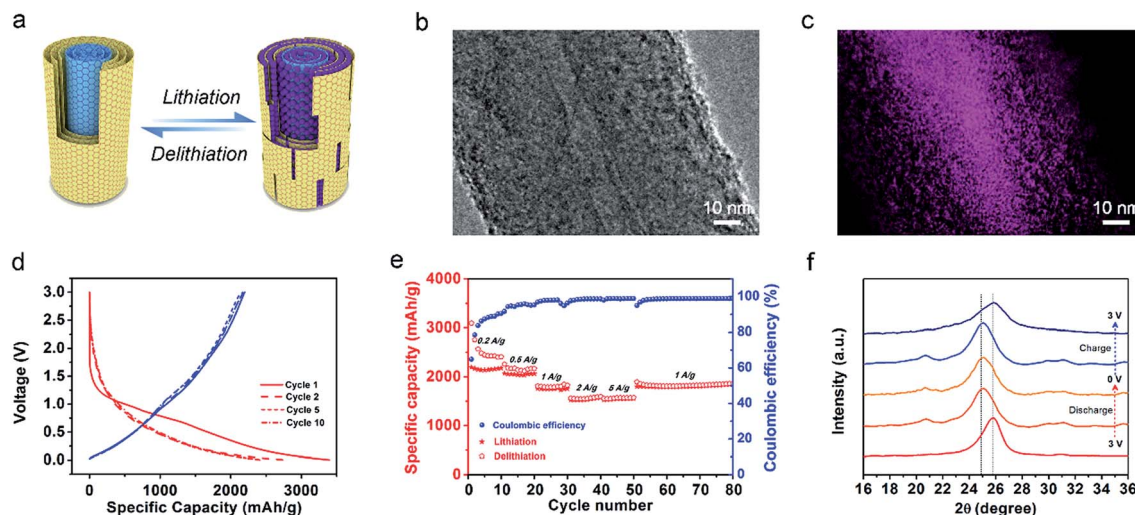 a
Lithiation
Delithiation
b
10 nm
c
10 nm
d
Voltage (V)
3.0
2.5
2.0
1.5
1.0
0.5
0.0
Cycle 1
Cycle 2
Cycle 5
Cycle 10
0 1000 2000 3000
Specific Capacity (mAh/g)
e
Specific capacity (mAh/g)
4000
3000
2000
1000
0
0.2 A/g
0.5 A/g
1 A/g
2 A/g
5 A/g
1 A/g
Coulombic efficiency
Lithiation
Delithiation
0 10 20 30 40 50 60 70 80
Cycle number
100
80
60
40
20
0
Coulombic efficiency (%)
f
Intensity (a.u.)
3 V
Charge
0 V
Discharge
3 V
16 18 20 22 24 26 28 30 32 34 36
2θ (degree)